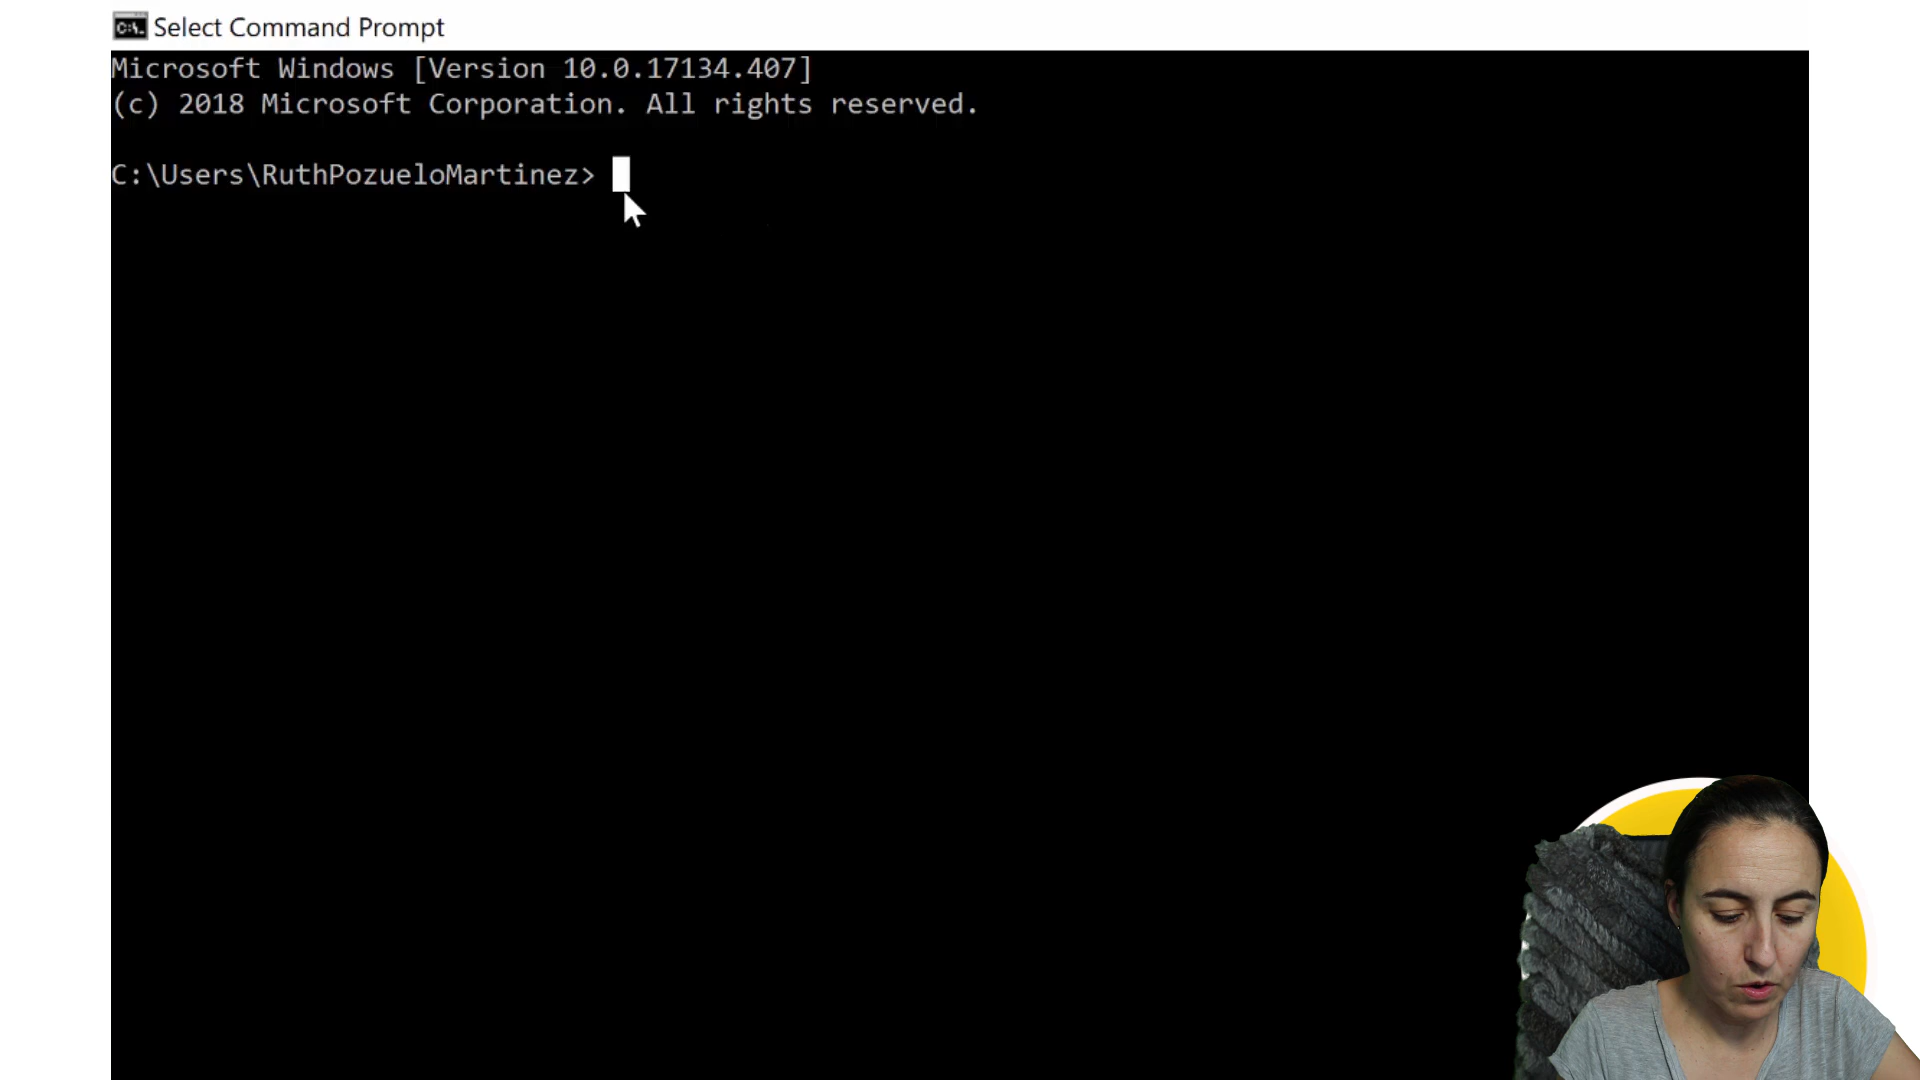 Select Command Prompt
Microsoft Windows [Version 10.0.17134.407]
(c) 2018 Microsoft Corporation. All rights reserved.
C:\Users\RuthPozueloMartinez>